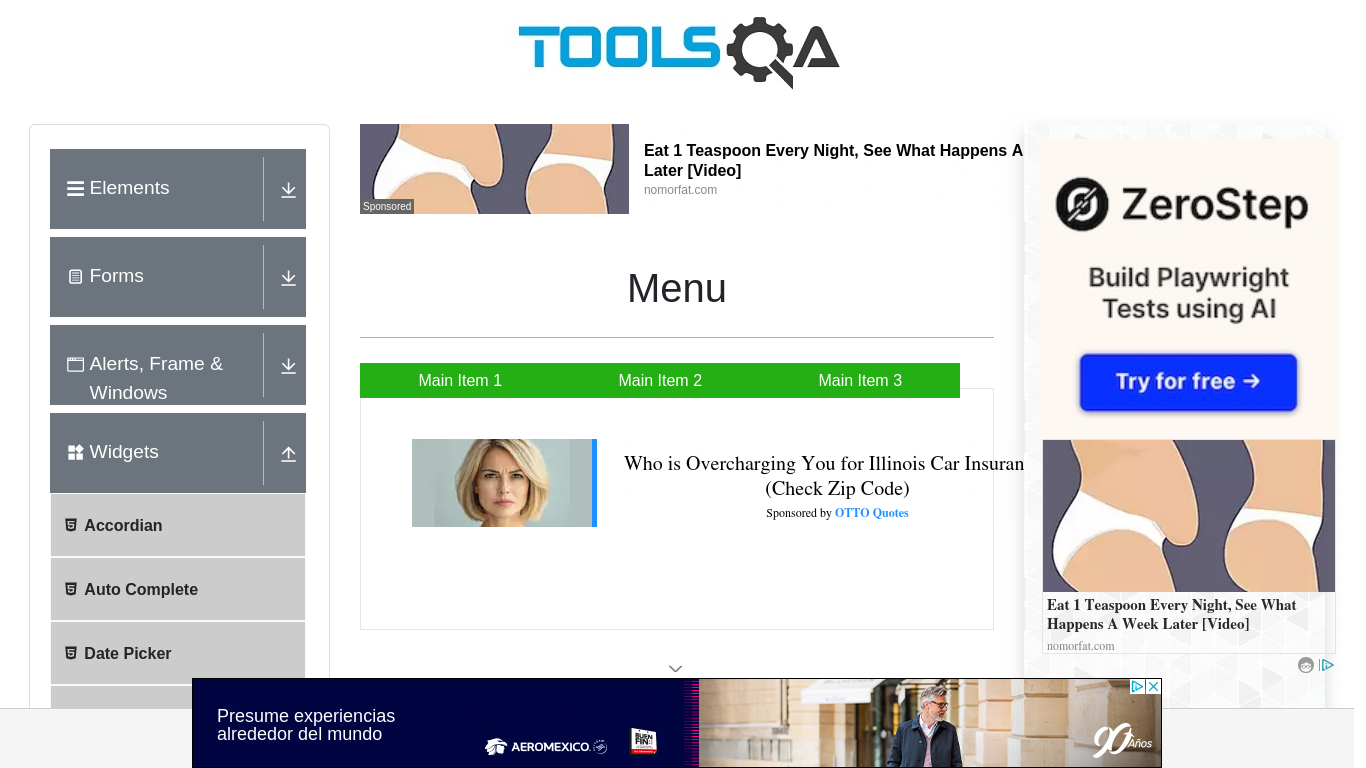 TOOLSQA
Elements
Forms
Alerts, Frame &
Windows
Widgets
Accordian
Auto Complete
Date Picker
Sponsored
Eat 1 Teaspoon Every Night, See What Happens A
Later [Video]
nomorfat.com
Menu
Main Item 1
Main Item 2
Main Item 3
Who is Overcharging You for Illinois Car Insuran
(Check Zip Code)
Sponsored by OTTO Quotes
ZeroStep
Build Playwright
Tests using AI
Try for free →
Eat 1 Teaspoon Every Night, See What
Happens A Week Later [Video]
nomorfat.com
Presume experiencias
alrededor del mundo
AEROMEXICO.
BUEN
FIN
90 Años